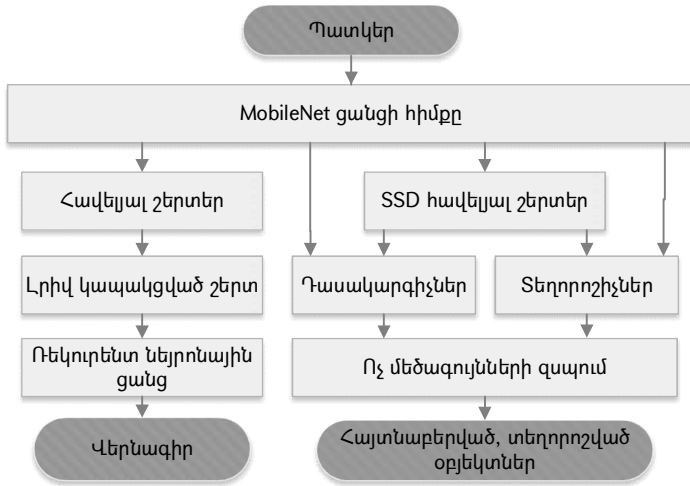 Պատկեր
MobileNet ցանցի հիմքը
Հավելյալ շերտեր
SSD հավելյալ շերտեր
Լրիվ կապակցված շերտ
Դասակարգիչներ
Տեղորոշիչներ
Ռեկուրենտ նեյրոնային
ցանց
Ոչ մեծագույնների զսպում
Վերնագիր
Հայտնաբերված, տեղորոշված
օբյեկտներ